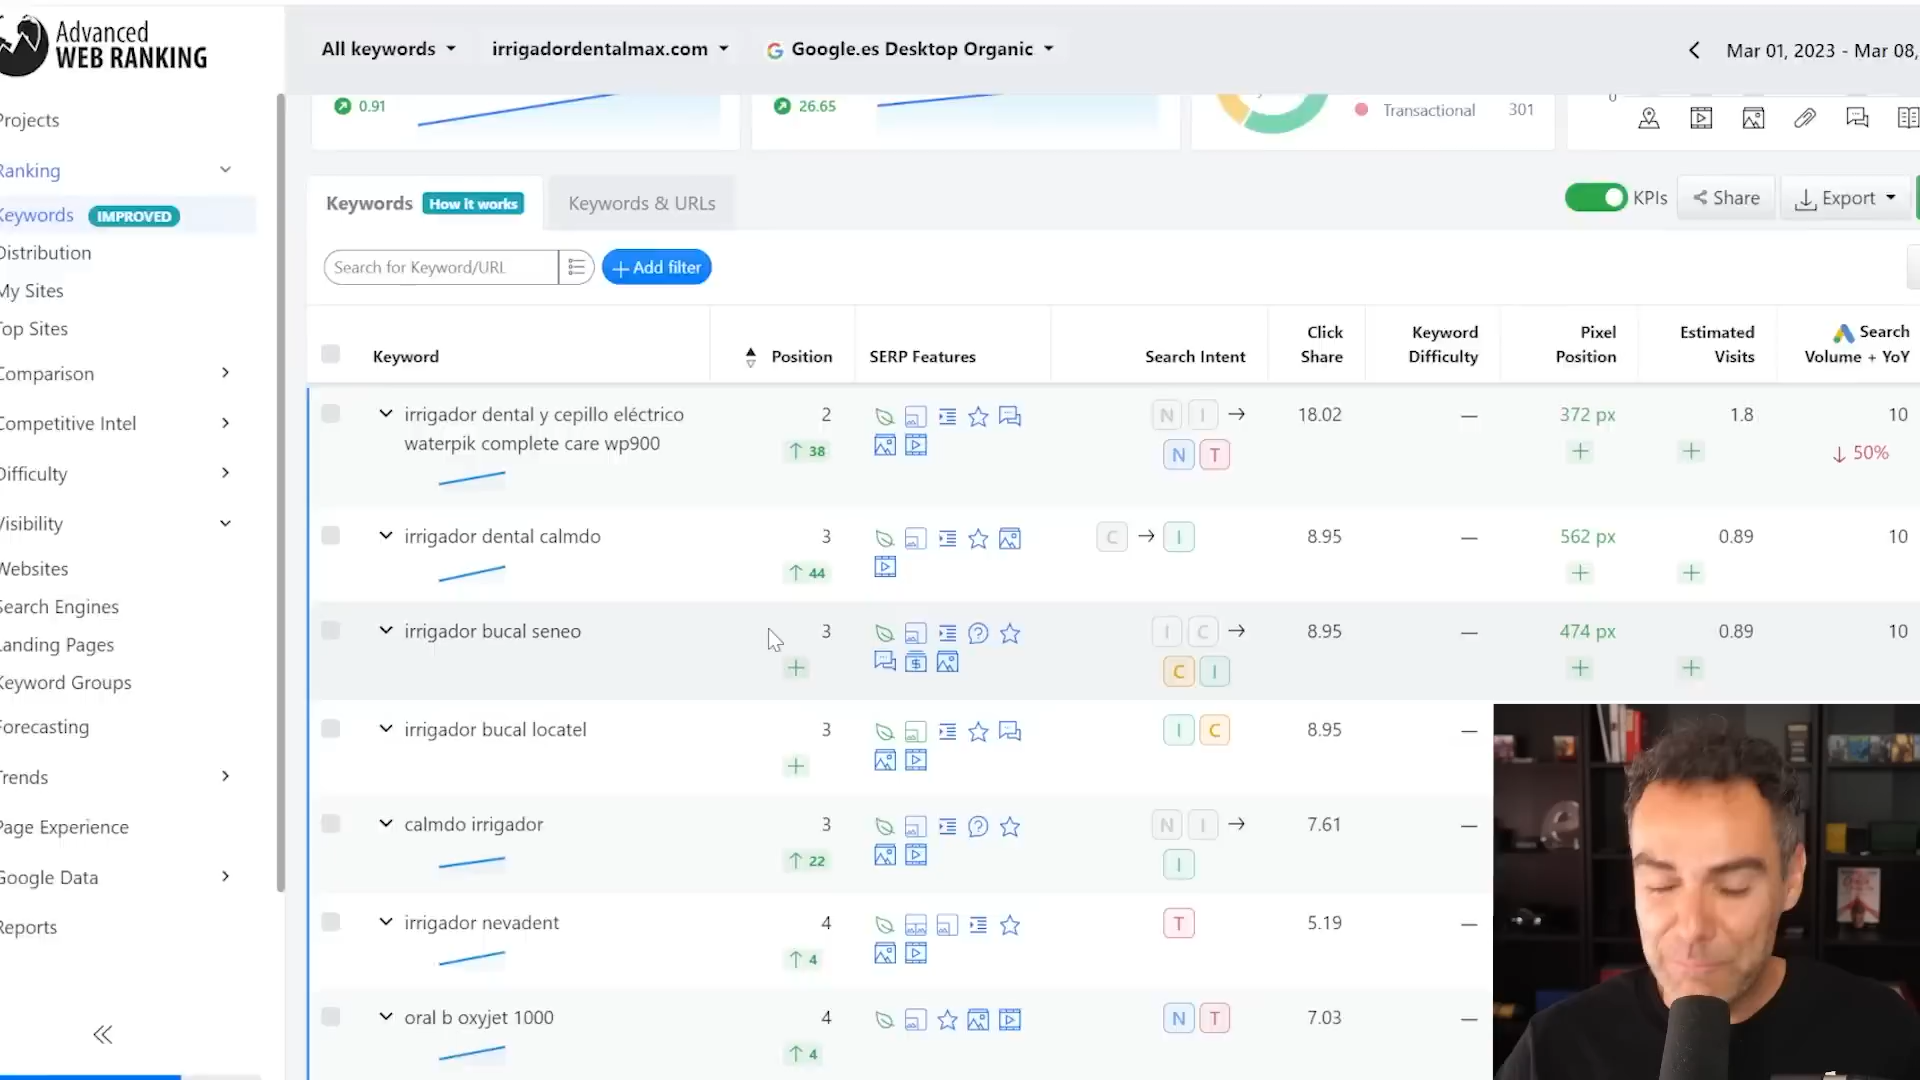 Advanced
WEB RANKING
All keywords
irrigadordentalmax.com
Google.es Desktop Organic
Mar 01, 2023 - Mar 08,
0.91
26.65
Transactional 301
0
Projects
Ranking
Keywords IMPROVED
Distribution
My Sites
Top Sites
Comparison
Competitive Intel
Difficulty
Visibility
Websites
Search Engines
Landing Pages
Keyword Groups
Forecasting
Trends
Page Experience
Google Data
Reports
Keywords How it works
Keywords & URLs
KPIs
Share
Export
Search for Keyword/URL
+ Add filter
Keyword
Position
SERP Features
Search Intent
Click
Share
Keyword
Difficulty
Pixel
Position
Estimated
Visits
Search
Volume + YoY
irrigador dental y cepillo eléctrico
waterpik complete care wp900
2
↑ 38
N I →
N T
18.02
—
372 px
+
1.8
+
10
↓ 50%
irrigador dental calmdo
3
↑ 44
C → I
8.95
—
562 px
+
0.89
+
10
irrigador bucal seneo
3
+
I C →
C I
8.95
—
474 px
+
0.89
+
10
irrigador bucal locatel
3
+
I C
8.95
—
calmdo irrigador
3
↑ 22
N I →
I
7.61
—
irrigador nevadent
4
↑ 4
T
5.19
—
oral b oxyjet 1000
4
↑ 4
N T
7.03
—